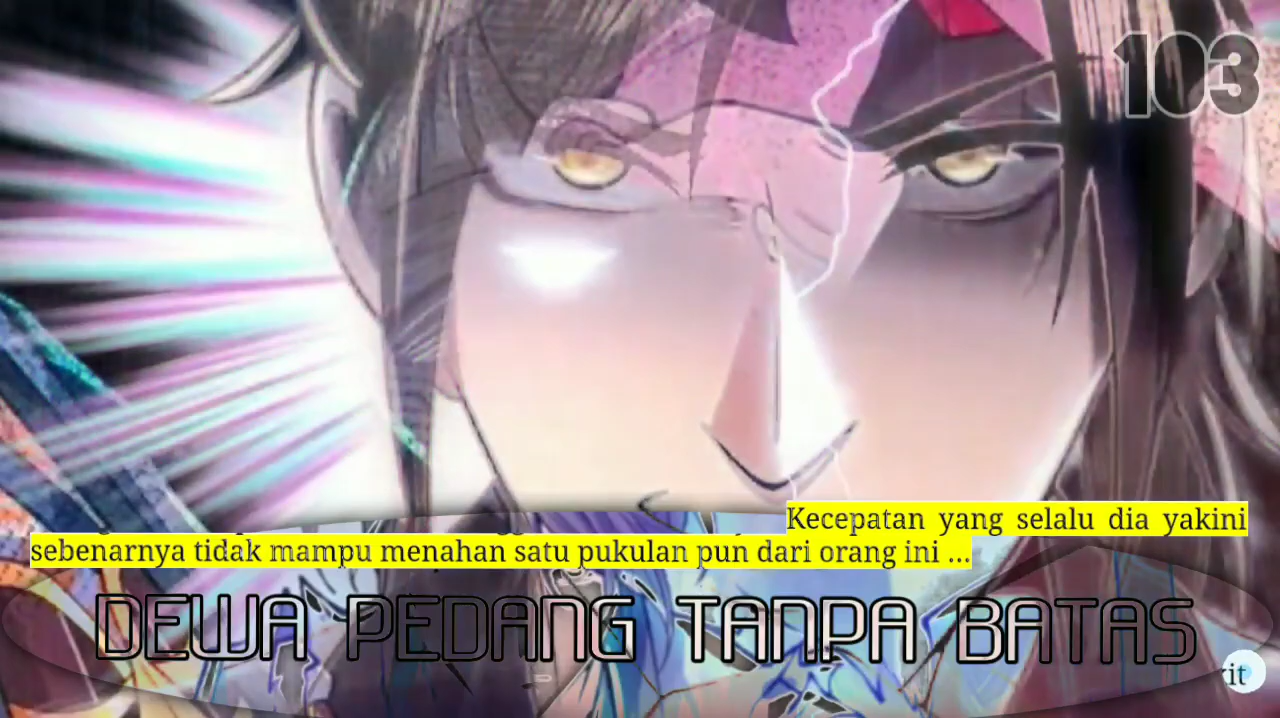 103
Kecepatan yang selalu dia yakini
sebenarnya tidak mampu menahan satu pukulan pun dari orang ini ...
DEWA PEDANG TANPA BATAS